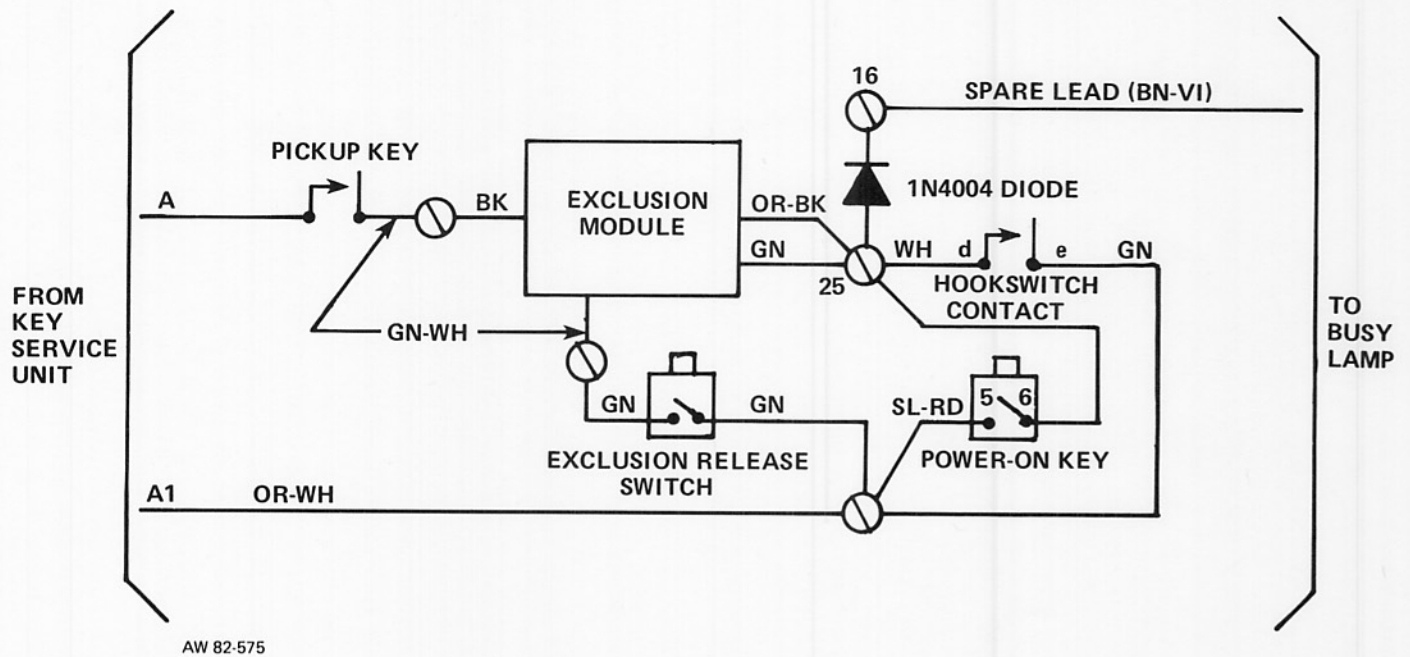 16
SPARE LEAD (BN-VI)
PICKUP KEY
A
BK
EXCLUSION
MODULE
OR-BK
1N4004 DIODE
GN
25
WH
d
e
GN
HOOKSWITCH
CONTACT
FROM
KEY
SERVICE
UNIT
GN-WH
TO
BUSY
LAMP
GN
GN
SL-RD
5
6
EXCLUSION RELEASE
SWITCH
POWER-ON KEY
A1
OR-WH
AW 82-575